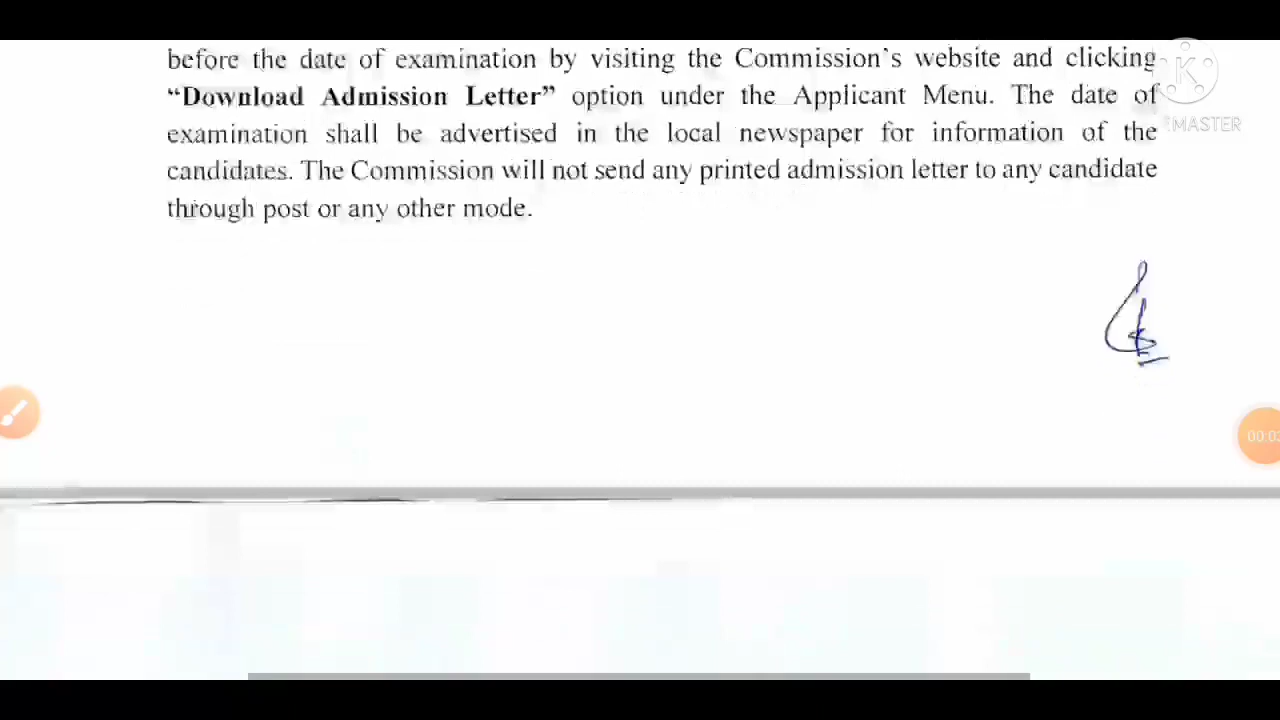 before the date of examination by visiting the Commission's website and clicking
“Download Admission Letter” option under the Applicant Menu. The date of
examination shall be advertised in the local newspaper for information of the
candidates. The Commission will not send any printed admission letter to any candidate
through post or any other mode.
K
MASTER